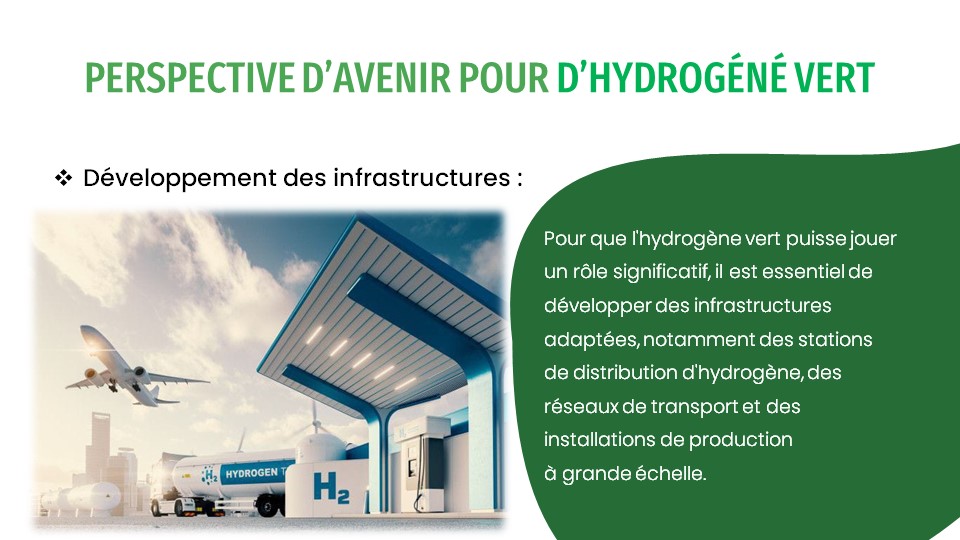 PERSPECTIVE D’AVENIR POUR D’HYDROGÉNÉ VERT
❖ Développement des infrastructures :
Pour que l'hydrogène vert puisse jouer
un rôle significatif, il est essentiel de
développer des infrastructures
adaptées, notamment des stations
de distribution d'hydrogène, des
réseaux de transport et des
installations de production
à grande échelle.
H2
HYDROGEN
H2